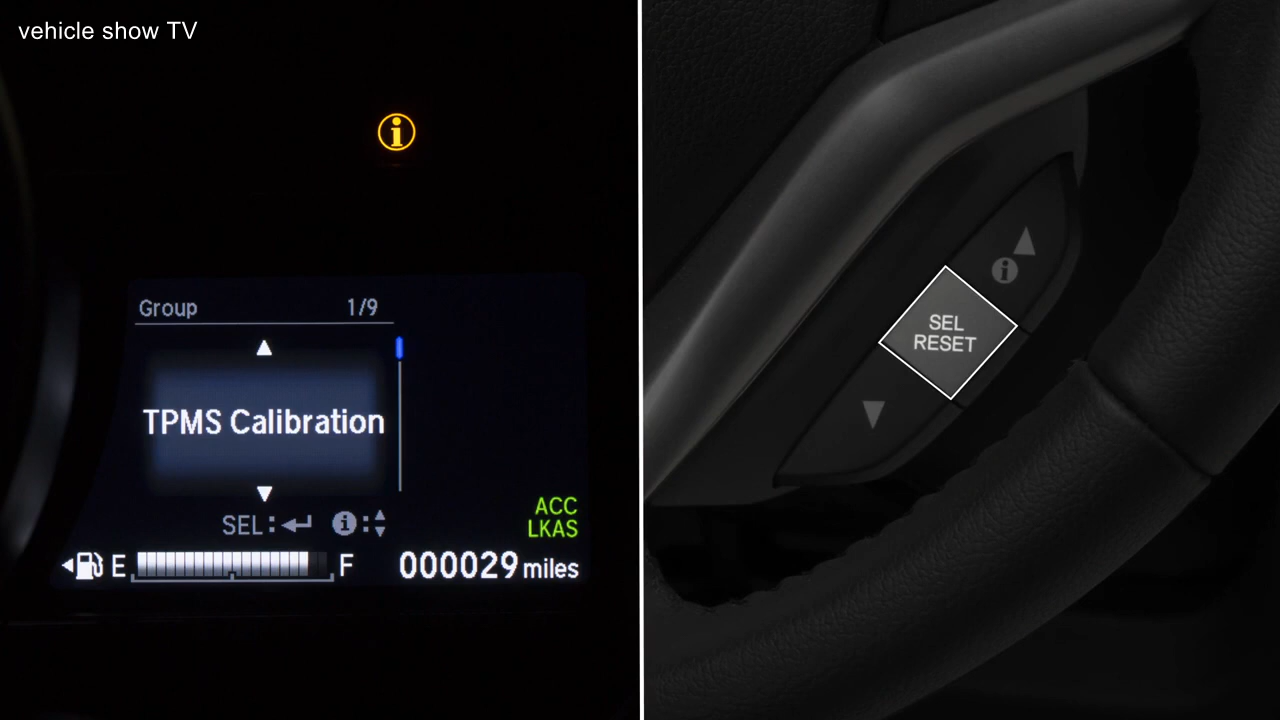 vehicle show TV
Group 1/9
TPMS Calibration
SEL: :
ACC
LKAS
E F 000029 miles
SEL
RESET